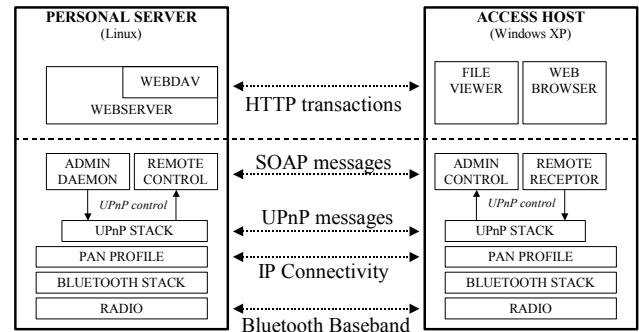 PERSONAL SERVER
(Linux)
WEBDAV
WEBSERVER
ADMIN
DAEMON
REMOTE
CONTROL
UPnP control
UPnP STACK
PAN PROFILE
BLUETOOTH STACK
RADIO
HTTP transactions
SOAP messages
UPnP messages
IP Connectivity
Bluetooth Baseband
ACCESS HOST
(Windows XP)
FILE
VIEWER
WEB
BROWSER
ADMIN
CONTROL
REMOTE
RECEPTOR
UPnP control
UPnP STACK
PAN PROFILE
BLUETOOTH STACK
RADIO